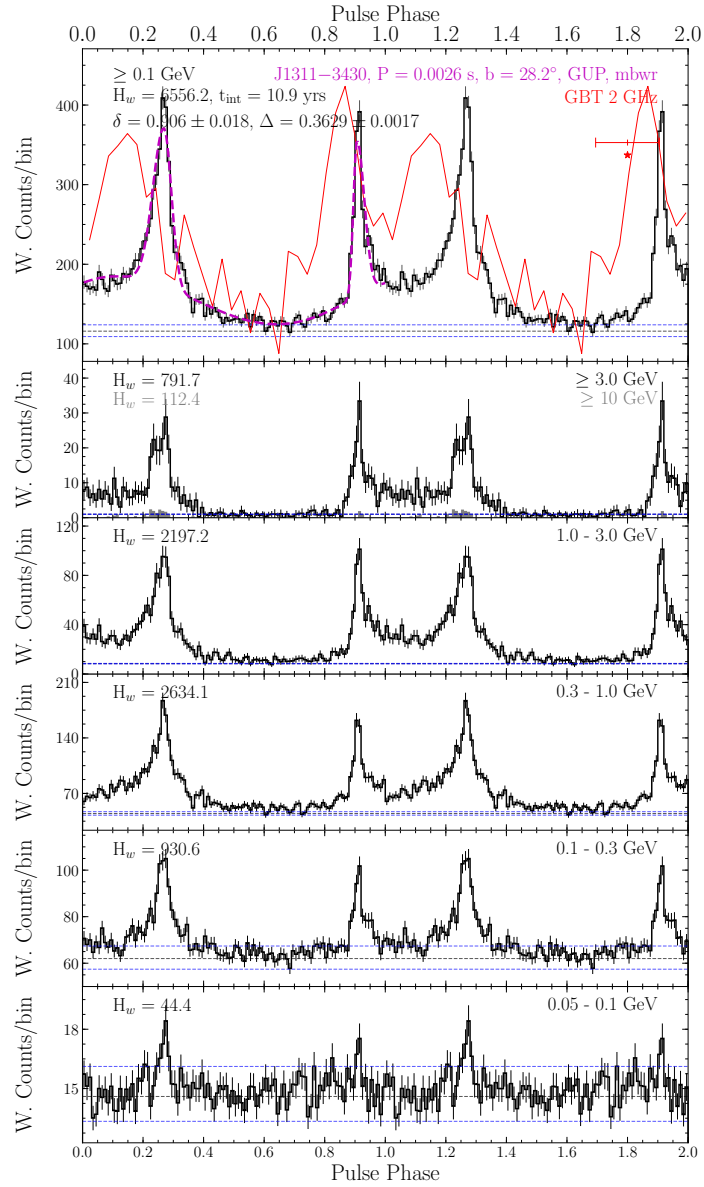 Pulse Phase
0.0 0.2 0.4 0.6 0.8 1.0 1.2 1.4 1.6 1.8 2.0
≥ 0.1 GeV
J1311−3430, P = 0.0026 s, b = 28.2°, GUP, mbwr
H_w = 6556.2, t_int = 10.9 yrs
GBT 2 GHz
δ = 0.906 ± 0.018, Δ = 0.3629 ± 0.0017
W. Counts/bin
400
300
200
100
H_w = 791.7
≥ 3.0 GeV
H_w = 112.4
≥ 10 GeV
W. Counts/bin
40
30
20
10
0
H_w = 2197.2
1.0 - 3.0 GeV
W. Counts/bin
120
80
40
0
H_w = 2634.1
0.3 - 1.0 GeV
W. Counts/bin
210
140
70
H_w = 930.6
0.1 - 0.3 GeV
W. Counts/bin
100
80
60
H_w = 44.4
0.05 - 0.1 GeV
W. Counts/bin
18
15
0.0 0.2 0.4 0.6 0.8 1.0 1.2 1.4 1.6 1.8 2.0
Pulse Phase